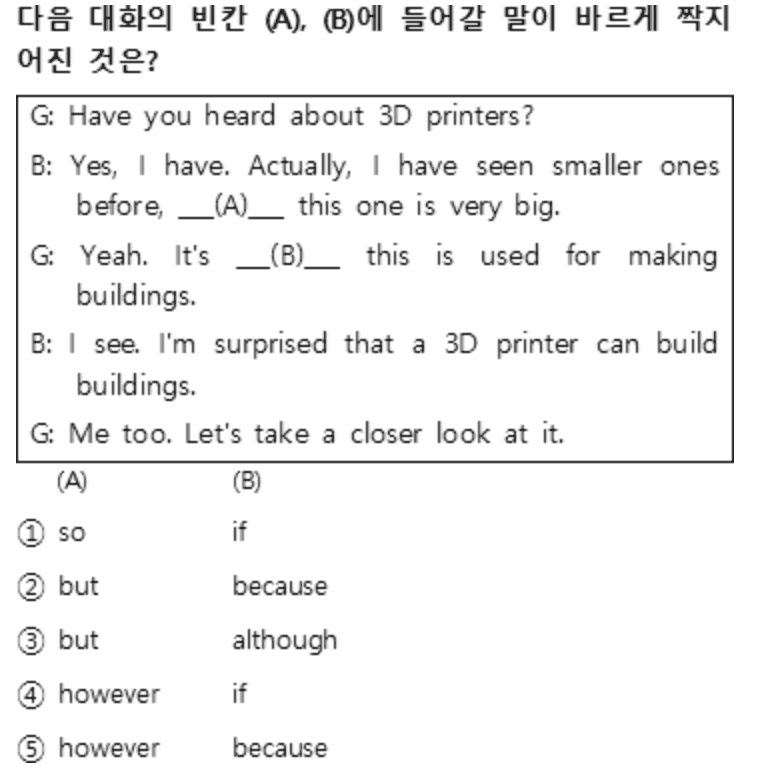 다음 대화의 빈칸 (A), (B)에 들어갈 말이 바르게 짝지
어진 것은?
G: Have you heard about 3D printers?
B: Yes, I have. Actually, I have seen smaller ones
before, __(A)__ this one is very big.
G: Yeah. It's __(B)__ this is used for making
buildings.
B: I see. I'm surprised that a 3D printer can build
buildings.
G: Me too. Let's take a closer look at it.
(A) (B)
① so if
② but because
③ but although
④ however if
⑤ however because